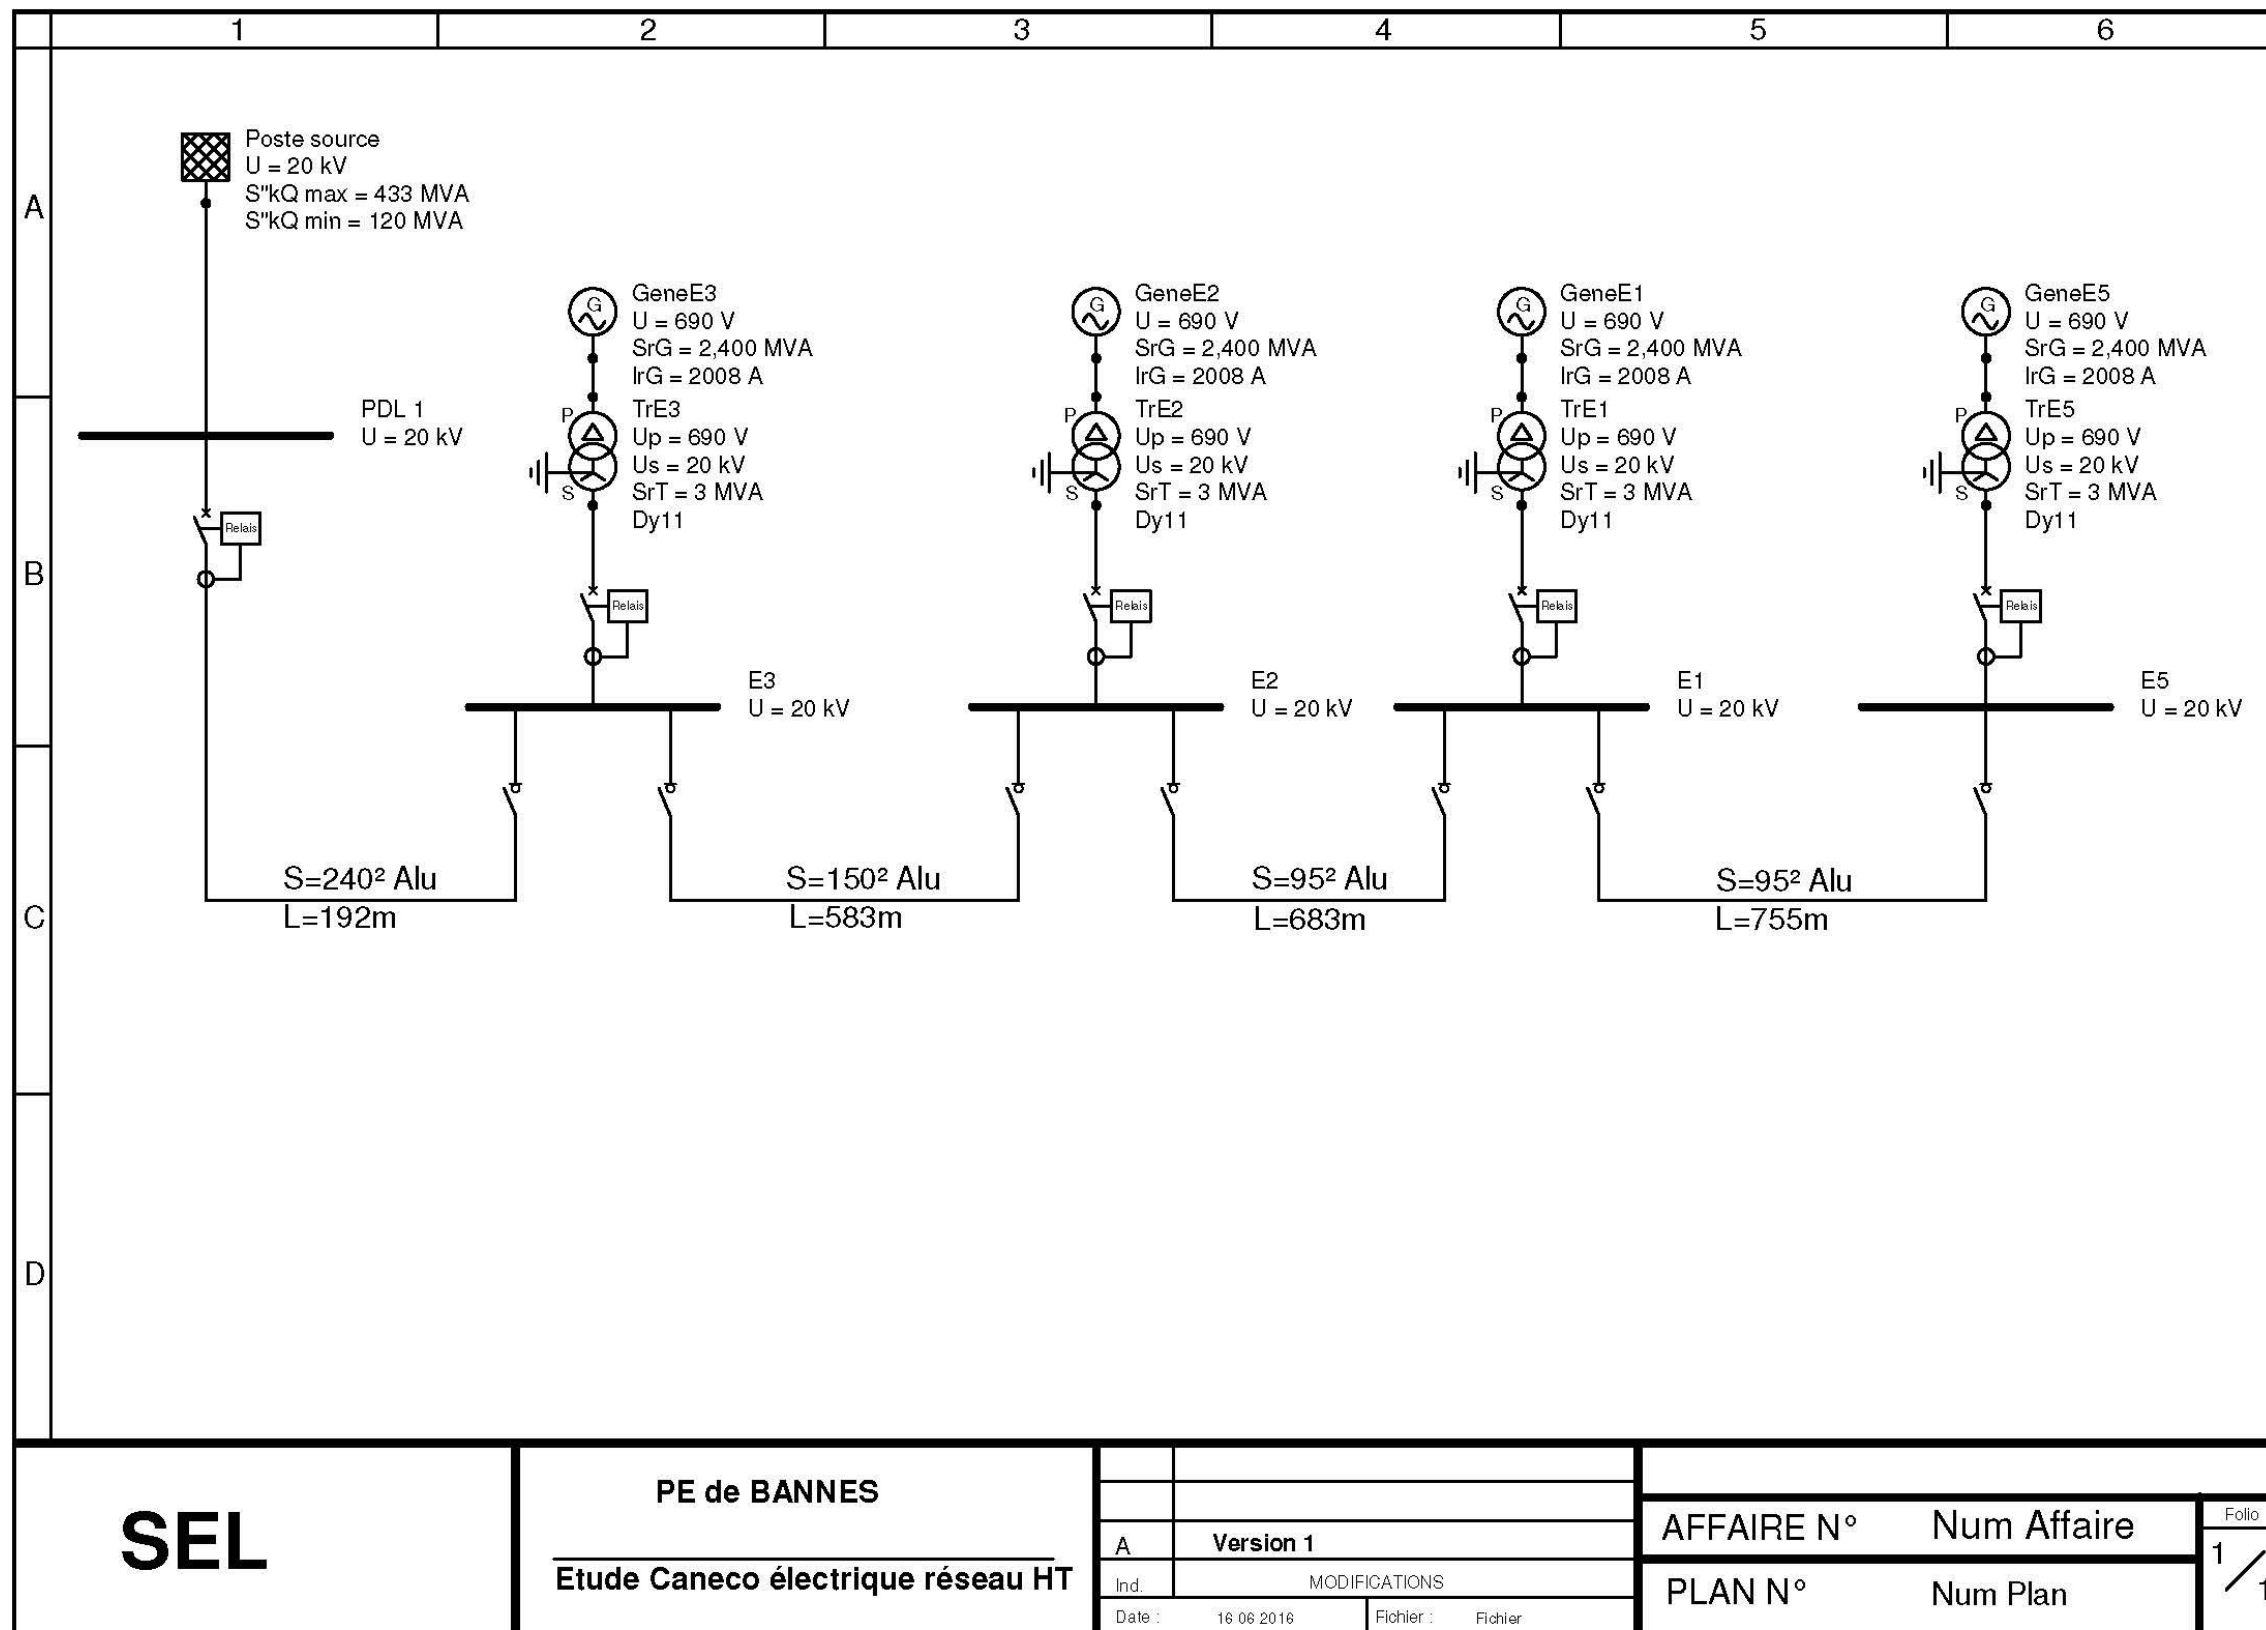 1 2 3 4 5 6
A
B
C
D
Poste source
U = 20 kV
S"kQ max = 433 MVA
S"kQ min = 120 MVA
PDL 1
U = 20 kV
Relais
G
GeneE3
U = 690 V
SrG = 2,400 MVA
IrG = 2008 A
P
S
TrE3
Up = 690 V
Us = 20 kV
SrT = 3 MVA
Dy11
Relais
E3
U = 20 kV
G
GeneE2
U = 690 V
SrG = 2,400 MVA
IrG = 2008 A
P
S
TrE2
Up = 690 V
Us = 20 kV
SrT = 3 MVA
Dy11
Relais
E2
U = 20 kV
G
GeneE1
U = 690 V
SrG = 2,400 MVA
IrG = 2008 A
P
S
TrE1
Up = 690 V
Us = 20 kV
SrT = 3 MVA
Dy11
Relais
E1
U = 20 kV
G
GeneE5
U = 690 V
SrG = 2,400 MVA
IrG = 2008 A
P
S
TrE5
Up = 690 V
Us = 20 kV
SrT = 3 MVA
Dy11
Relais
E5
U = 20 kV
S=240² Alu
L=192m
S=150² Alu
L=583m
S=95² Alu
L=683m
S=95² Alu
L=755m
SEL
PE de BANNES
Etude Caneco électrique réseau HT
A Version 1
Ind. MODIFICATIONS
Date : 16 06 2016 Fichier : Fichier
AFFAIRE N° Num Affaire
PLAN N° Num Plan
Folio
1/1